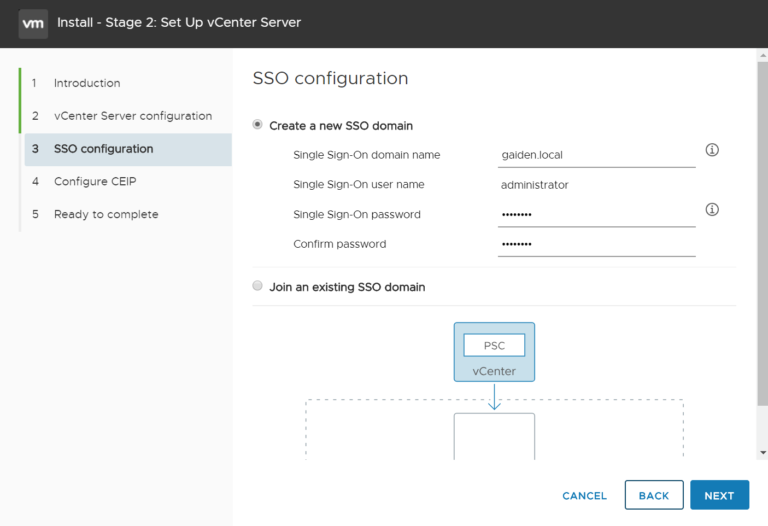 vm Install - Stage 2: Set Up vCenter Server
1 Introduction
2 vCenter Server configuration
3 SSO configuration
4 Configure CEIP
5 Ready to complete
SSO configuration
Create a new SSO domain
Single Sign-On domain name gaiden.local
Single Sign-On user name administrator
Single Sign-On password ••••••••
Confirm password ••••••••
Join an existing SSO domain
PSC
vCenter
CANCEL BACK NEXT